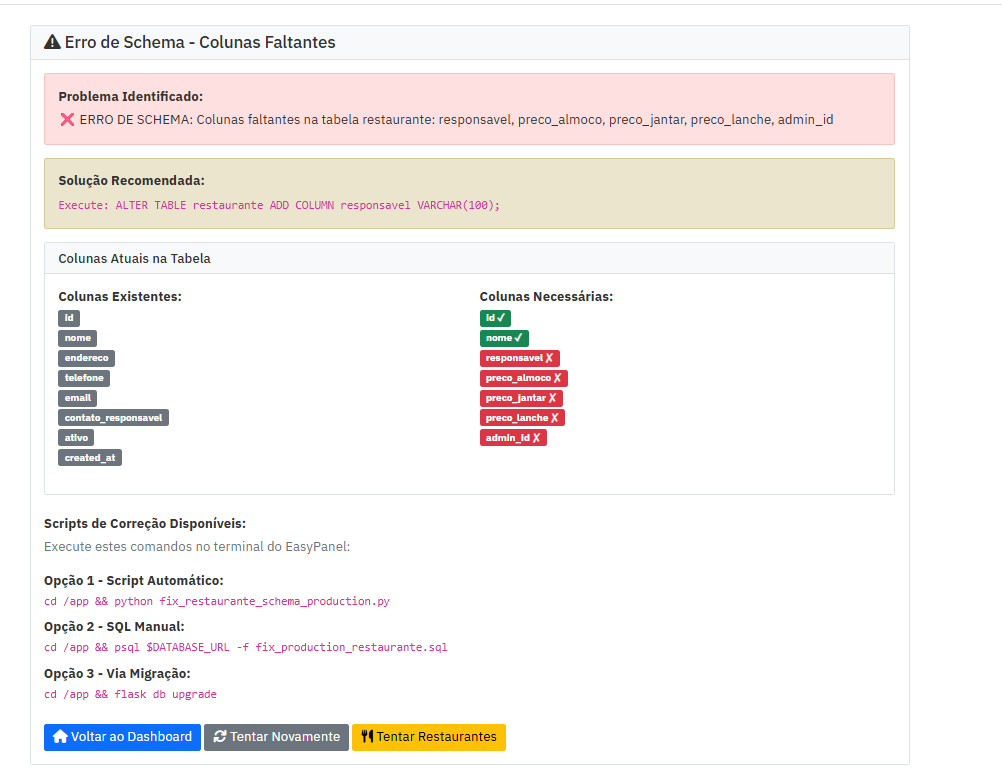 Erro de Schema - Colunas Faltantes
Problema Identificado:
❌ ERRO DE SCHEMA: Colunas faltantes na tabela restaurante: responsavel, preco_almoco, preco_jantar, preco_lanche, admin_id
Solução Recomendada:
Execute: ALTER TABLE restaurante ADD COLUMN responsavel VARCHAR(100);
Colunas Atuais na Tabela
Colunas Existentes:
id
nome
endereco
telefone
email
contato_responsavel
ativo
created_at
Colunas Necessárias:
id ✓
nome ✓
responsavel ✗
preco_almoco ✗
preco_jantar ✗
preco_lanche ✗
admin_id ✗
Scripts de Correção Disponíveis:
Execute estes comandos no terminal do EasyPanel:
Opção 1 - Script Automático:
cd /app && python fix_restaurante_schema_production.py
Opção 2 - SQL Manual:
cd /app && psql $DATABASE_URL -f fix_production_restaurante.sql
Opção 3 - Via Migração:
cd /app && flask db upgrade
Voltar ao Dashboard Tentar Novamente Tentar Restaurantes